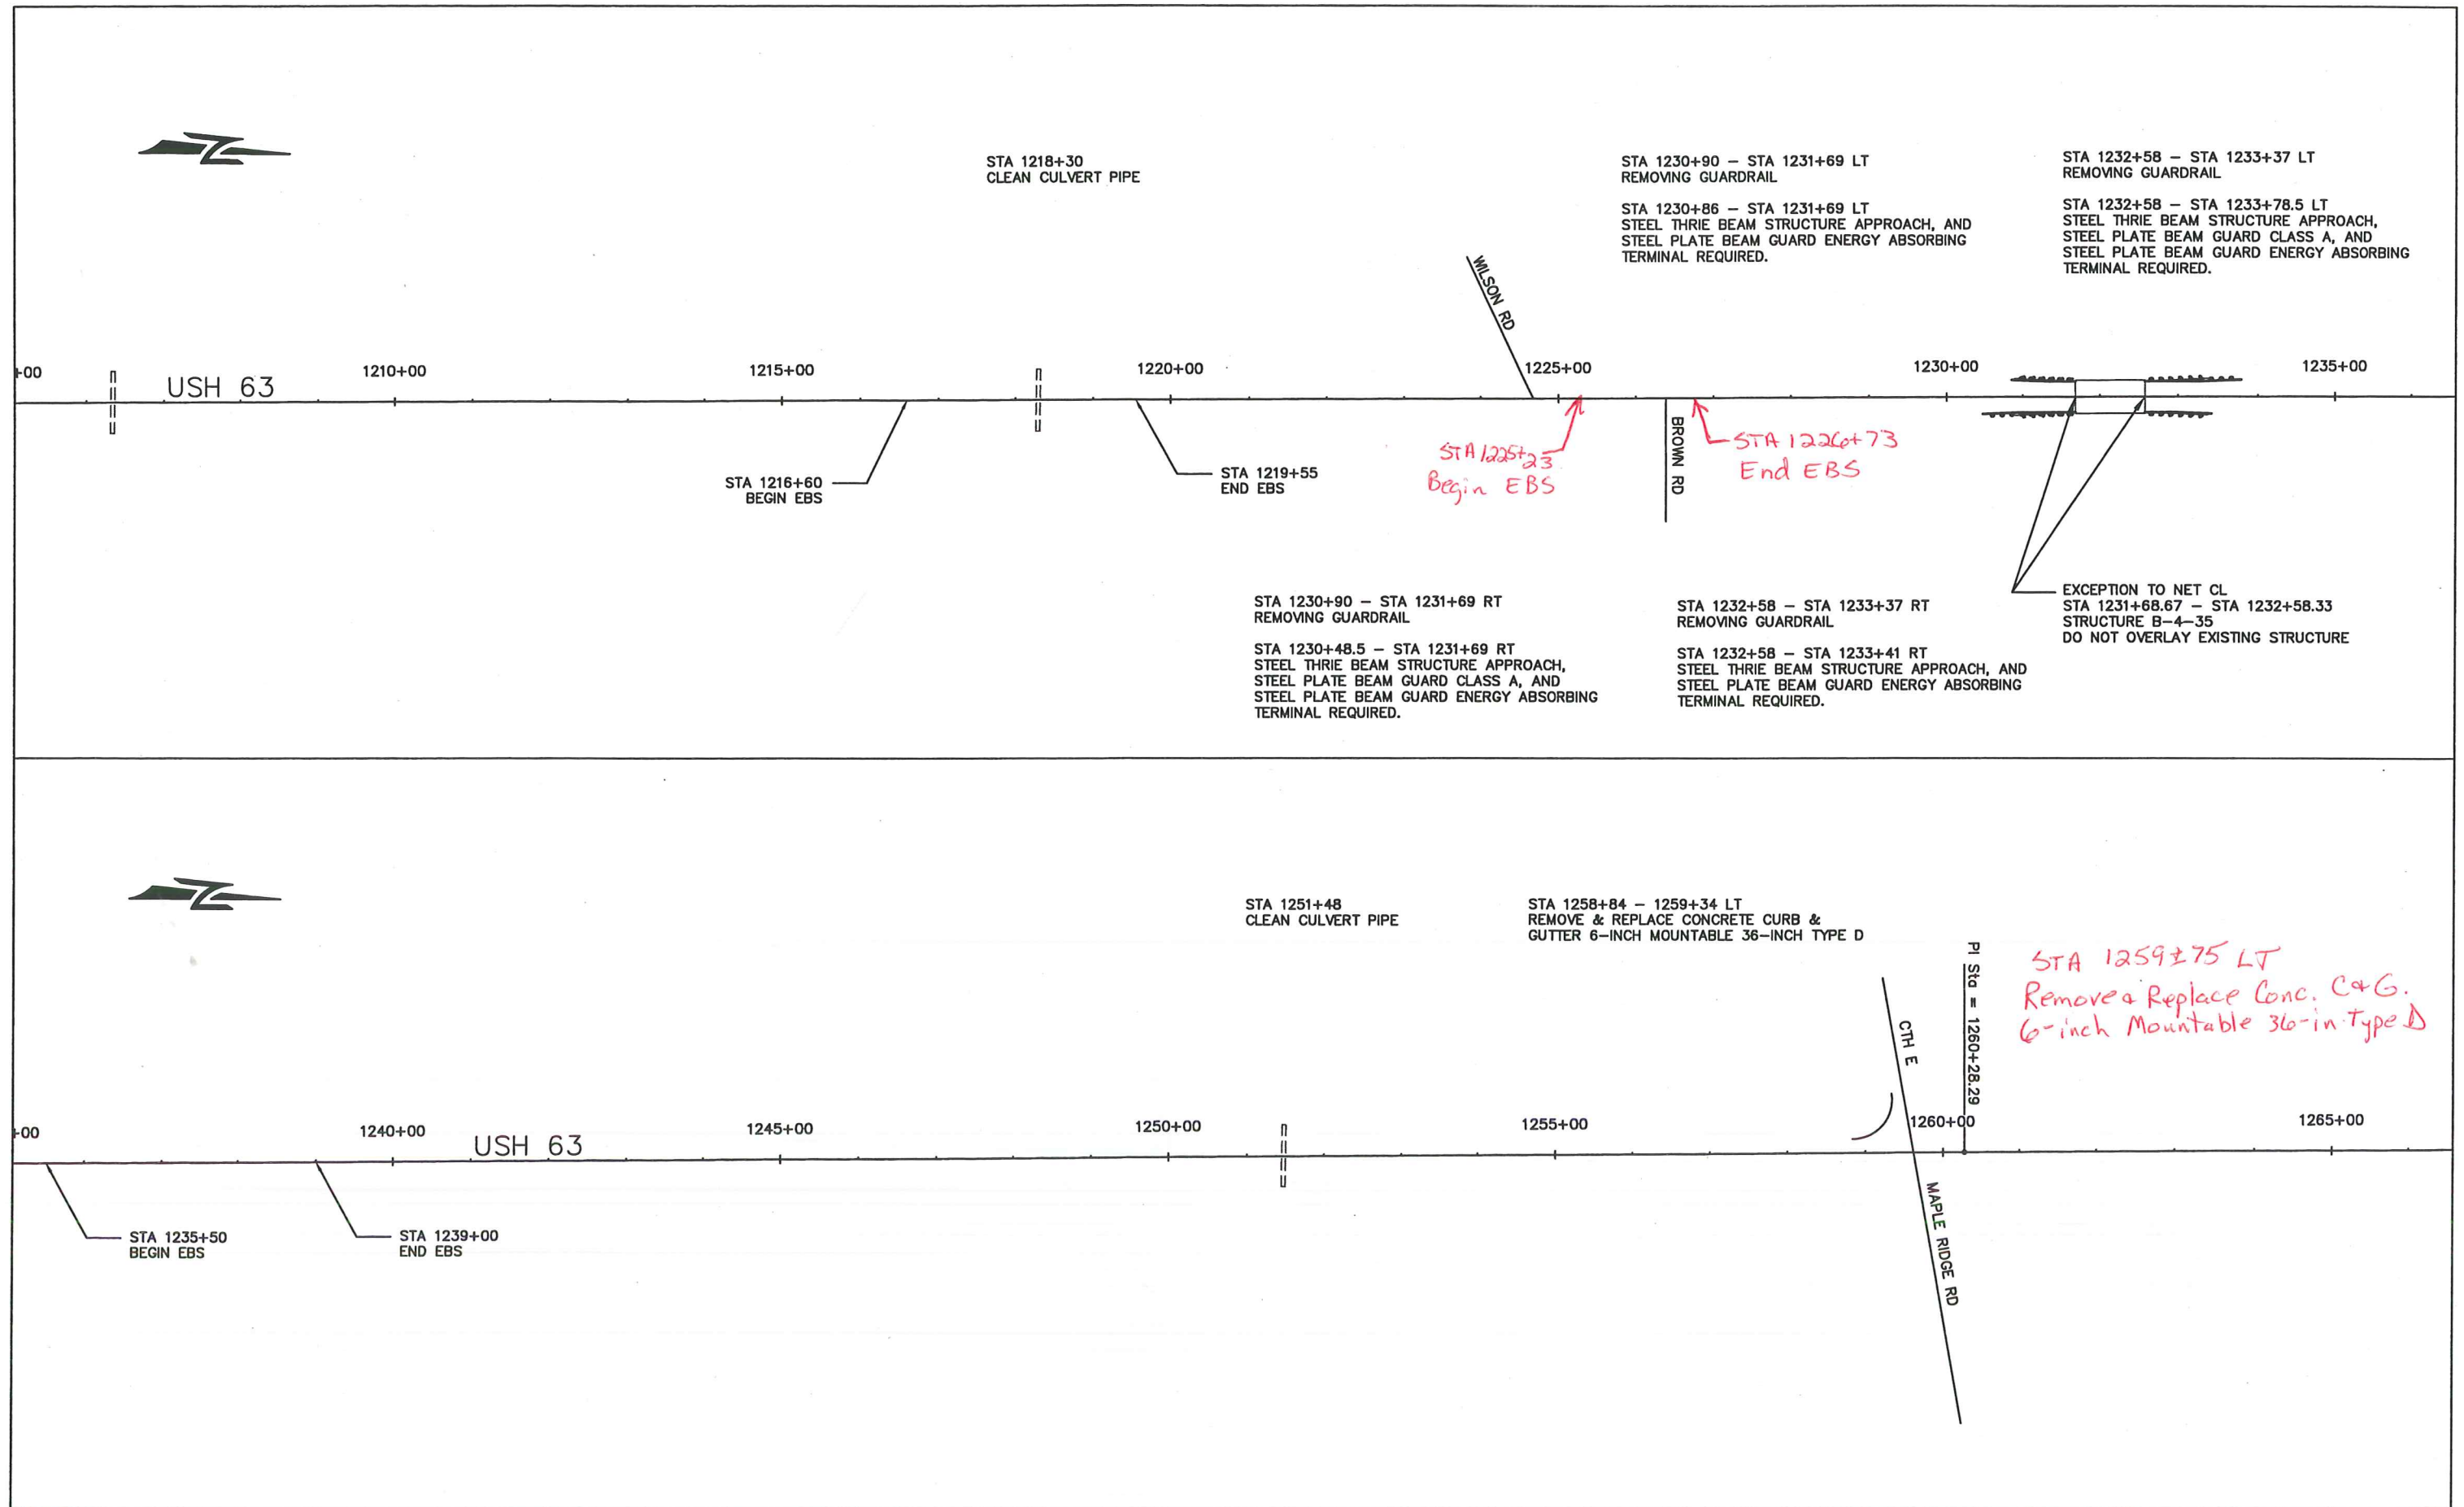 STA 1218+30
CLEAN CULVERT PIPE
STA 1230+90 – STA 1231+69 LT
REMOVING GUARDRAIL
STA 1230+86 – STA 1231+69 LT
STEEL THRIE BEAM STRUCTURE APPROACH, AND
STEEL PLATE BEAM GUARD ENERGY ABSORBING
TERMINAL REQUIRED.
STA 1232+58 – STA 1233+37 LT
REMOVING GUARDRAIL
STA 1232+58 – STA 1233+78.5 LT
STEEL THRIE BEAM STRUCTURE APPROACH,
STEEL PLATE BEAM GUARD CLASS A, AND
STEEL PLATE BEAM GUARD ENERGY ABSORBING
TERMINAL REQUIRED.
WILSON RD
+00
USH 63
1210+00
1215+00
1220+00
1225+00
1230+00
1235+00
STA 1216+60
BEGIN EBS
STA 1219+55
END EBS
STA 1225+23
Begin EBS
BROWN RD
STA 1226+73
End EBS
STA 1230+90 – STA 1231+69 RT
REMOVING GUARDRAIL
STA 1230+48.5 – STA 1231+69 RT
STEEL THRIE BEAM STRUCTURE APPROACH,
STEEL PLATE BEAM GUARD CLASS A, AND
STEEL PLATE BEAM GUARD ENERGY ABSORBING
TERMINAL REQUIRED.
STA 1232+58 – STA 1233+37 RT
REMOVING GUARDRAIL
STA 1232+58 – STA 1233+41 RT
STEEL THRIE BEAM STRUCTURE APPROACH, AND
STEEL PLATE BEAM GUARD ENERGY ABSORBING
TERMINAL REQUIRED.
EXCEPTION TO NET CL
STA 1231+68.67 – STA 1232+58.33
STRUCTURE B-4-35
DO NOT OVERLAY EXISTING STRUCTURE
STA 1251+48
CLEAN CULVERT PIPE
STA 1258+84 – 1259+34 LT
REMOVE & REPLACE CONCRETE CURB &
GUTTER 6-INCH MOUNTABLE 36-INCH TYPE D
CTH E
PI Sta = 1260+28.29
STA 1259±75 LT
Remove & Replace Conc. C&G.
6-inch Mountable 36-in Type D
+00
1240+00
USH 63
1245+00
1250+00
1255+00
1260+00
1265+00
STA 1235+50
BEGIN EBS
STA 1239+00
END EBS
MAPLE RIDGE RD